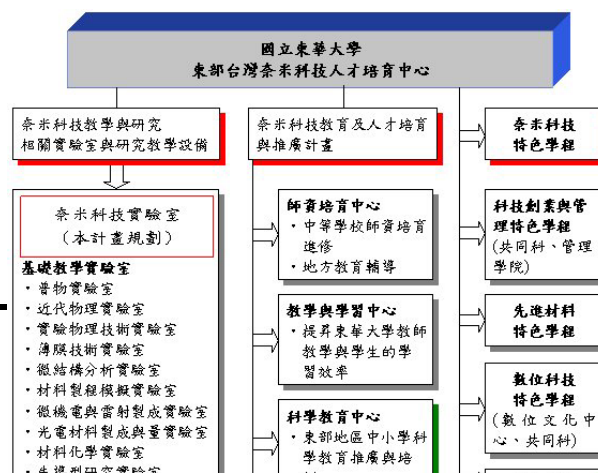 國立東華大學
東部台灣奈米科技人才培育中心
奈米科技教學與研究
相關實驗室與研究教學設備
奈米科技實驗室
(本計畫規劃)
基礎教學實驗室
・普物實驗室
・近代物理實驗室
・實驗物理技術實驗室
・薄膜技術實驗室
・微結構分析實驗室
・材料製程模擬實驗室
・微機電與雷射製成實驗室
・光電材料製成與量實驗室
・材料化學實驗室
奈米科技教育及人才培育
與推廣計畫
師資培育中心
・中等學校師資培育
進修
・地方教育輔導
教學與學習中心
・提昇東華大學教師
教學與學生的學
習效率
科學教育中心
・東部地區中小學科
學教育推廣與培
奈米科技
特色學程
科技創業與管
理特色學程
(共同科、管理
學院)
先進材料
特色學程
數位科技
特色學程
(數位文化中
心、共同科)